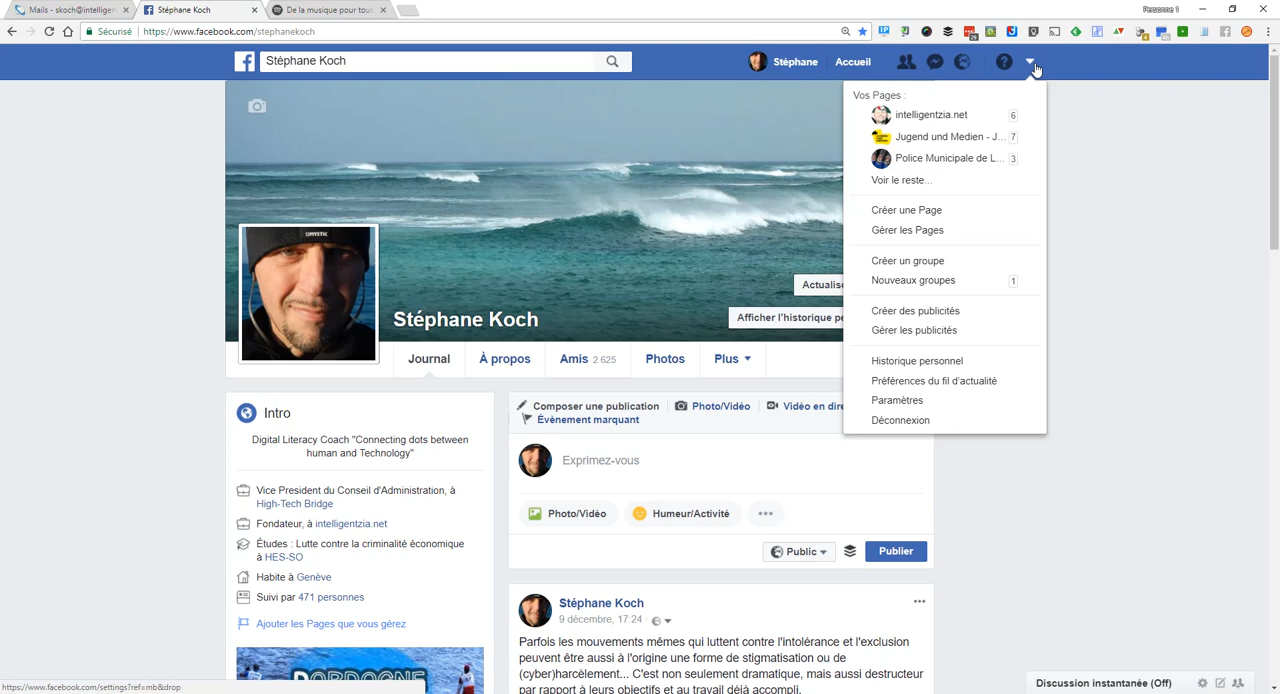 Mails - skoch@intelligen
Stéphane Koch
De la musique pour tous
Personne 1
Sécurisé
https://www.facebook.com/stephanekoch
Stéphane Koch
Stéphane
Accueil
Vos Pages :
intelligentzia.net 6
Jugend und Medien - J... 7
Police Municipale de L... 3
Voir le reste...
Créer une Page
Gérer les Pages
Créer un groupe
Nouveaux groupes 1
Créer des publicités
Gérer les publicités
Historique personnel
Préférences du fil d'actualité
Paramètres
Déconnexion
MYSTIC
Stéphane Koch
Actualise
Afficher l'historique pe
Journal
À propos
Amis 2 625
Photos
Plus
Intro
Digital Literacy Coach "Connecting dots between
human and Technology"
Vice President du Conseil d'Administration, à
High-Tech Bridge
Fondateur, à intelligentzia.net
Études : Lutte contre la criminalité économique
à HES-SO
Habite à Genève
Suivi par 471 personnes
Ajouter les Pages que vous gérez
DORDOGNE
Composer une publication
Photo/Vidéo
Vidéo en dire
Évènement marquant
Exprimez-vous
Photo/Vidéo
Humeur/Activité
Public
Publier
Stéphane Koch
9 décembre, 17:24
Parfois les mouvements mêmes qui luttent contre l'intolérance et l'exclusion
peuvent être aussi à l'origine une forme de stigmatisation ou de
(cyber)harcèlement... C'est non seulement dramatique, mais aussi destructeur
par rapport à leurs objectifs et au travail déjà accompli.
https://www.facebook.com/settings?ref=mb&drop
Discussion instantanée (Off)